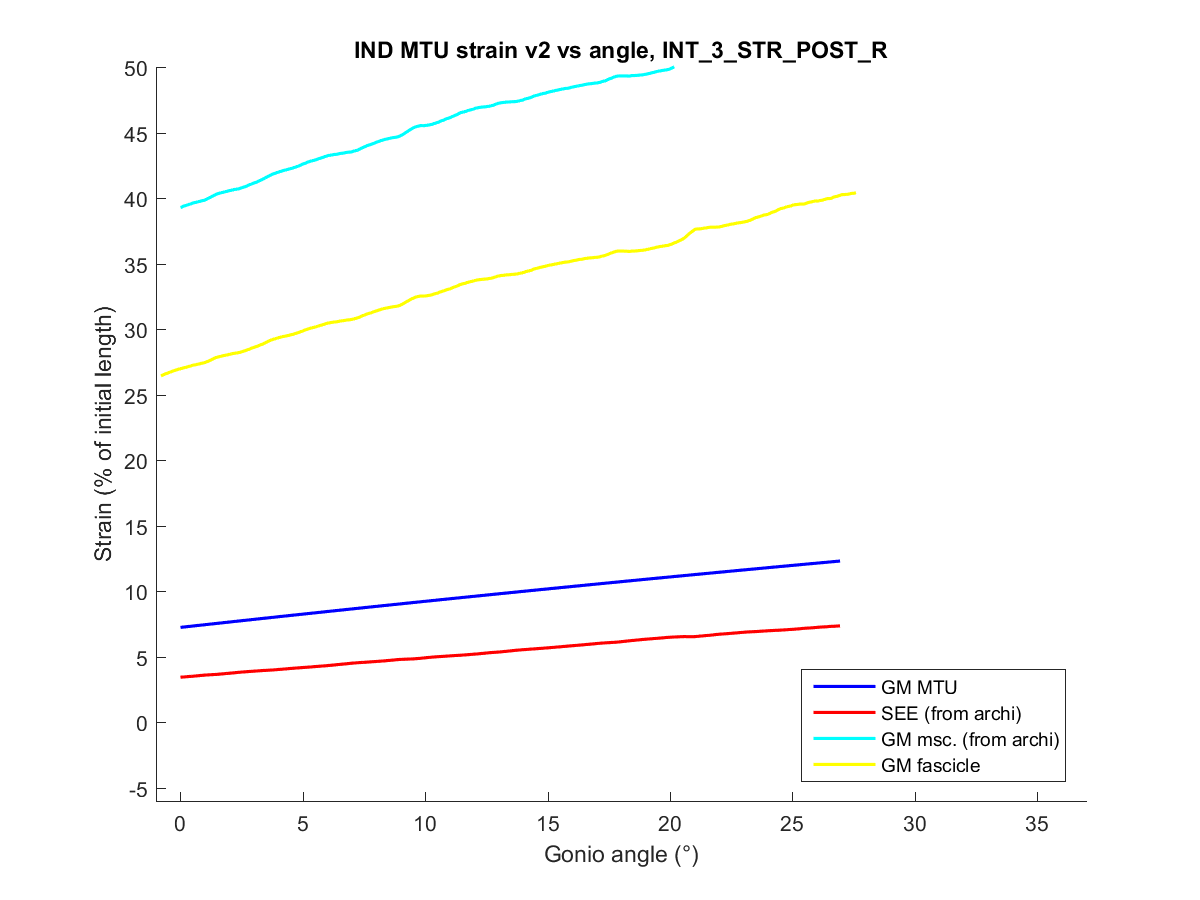 IND MTU strain v2 vs angle, INT_3_STR_POST_R
50
45
40
35
30
25
20
15
10
5
0
-5
Strain (% of initial length)
GM MTU
SEE (from archi)
GM msc. (from archi)
GM fascicle
0 5 10 15 20 25 30 35
Gonio angle (°)